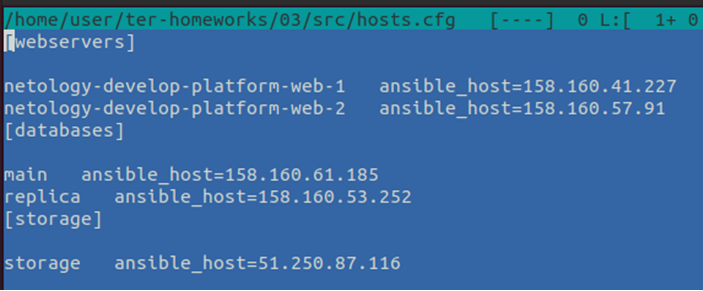 /home/user/ter-homeworks/03/src/hosts.cfg   [----]  0 L:[  1+ 0
[webservers]
netology-develop-platform-web-1   ansible_host=158.160.41.227
netology-develop-platform-web-2   ansible_host=158.160.57.91
[databases]
main   ansible_host=158.160.61.185
replica   ansible_host=158.160.53.252
[storage]
storage   ansible_host=51.250.87.116